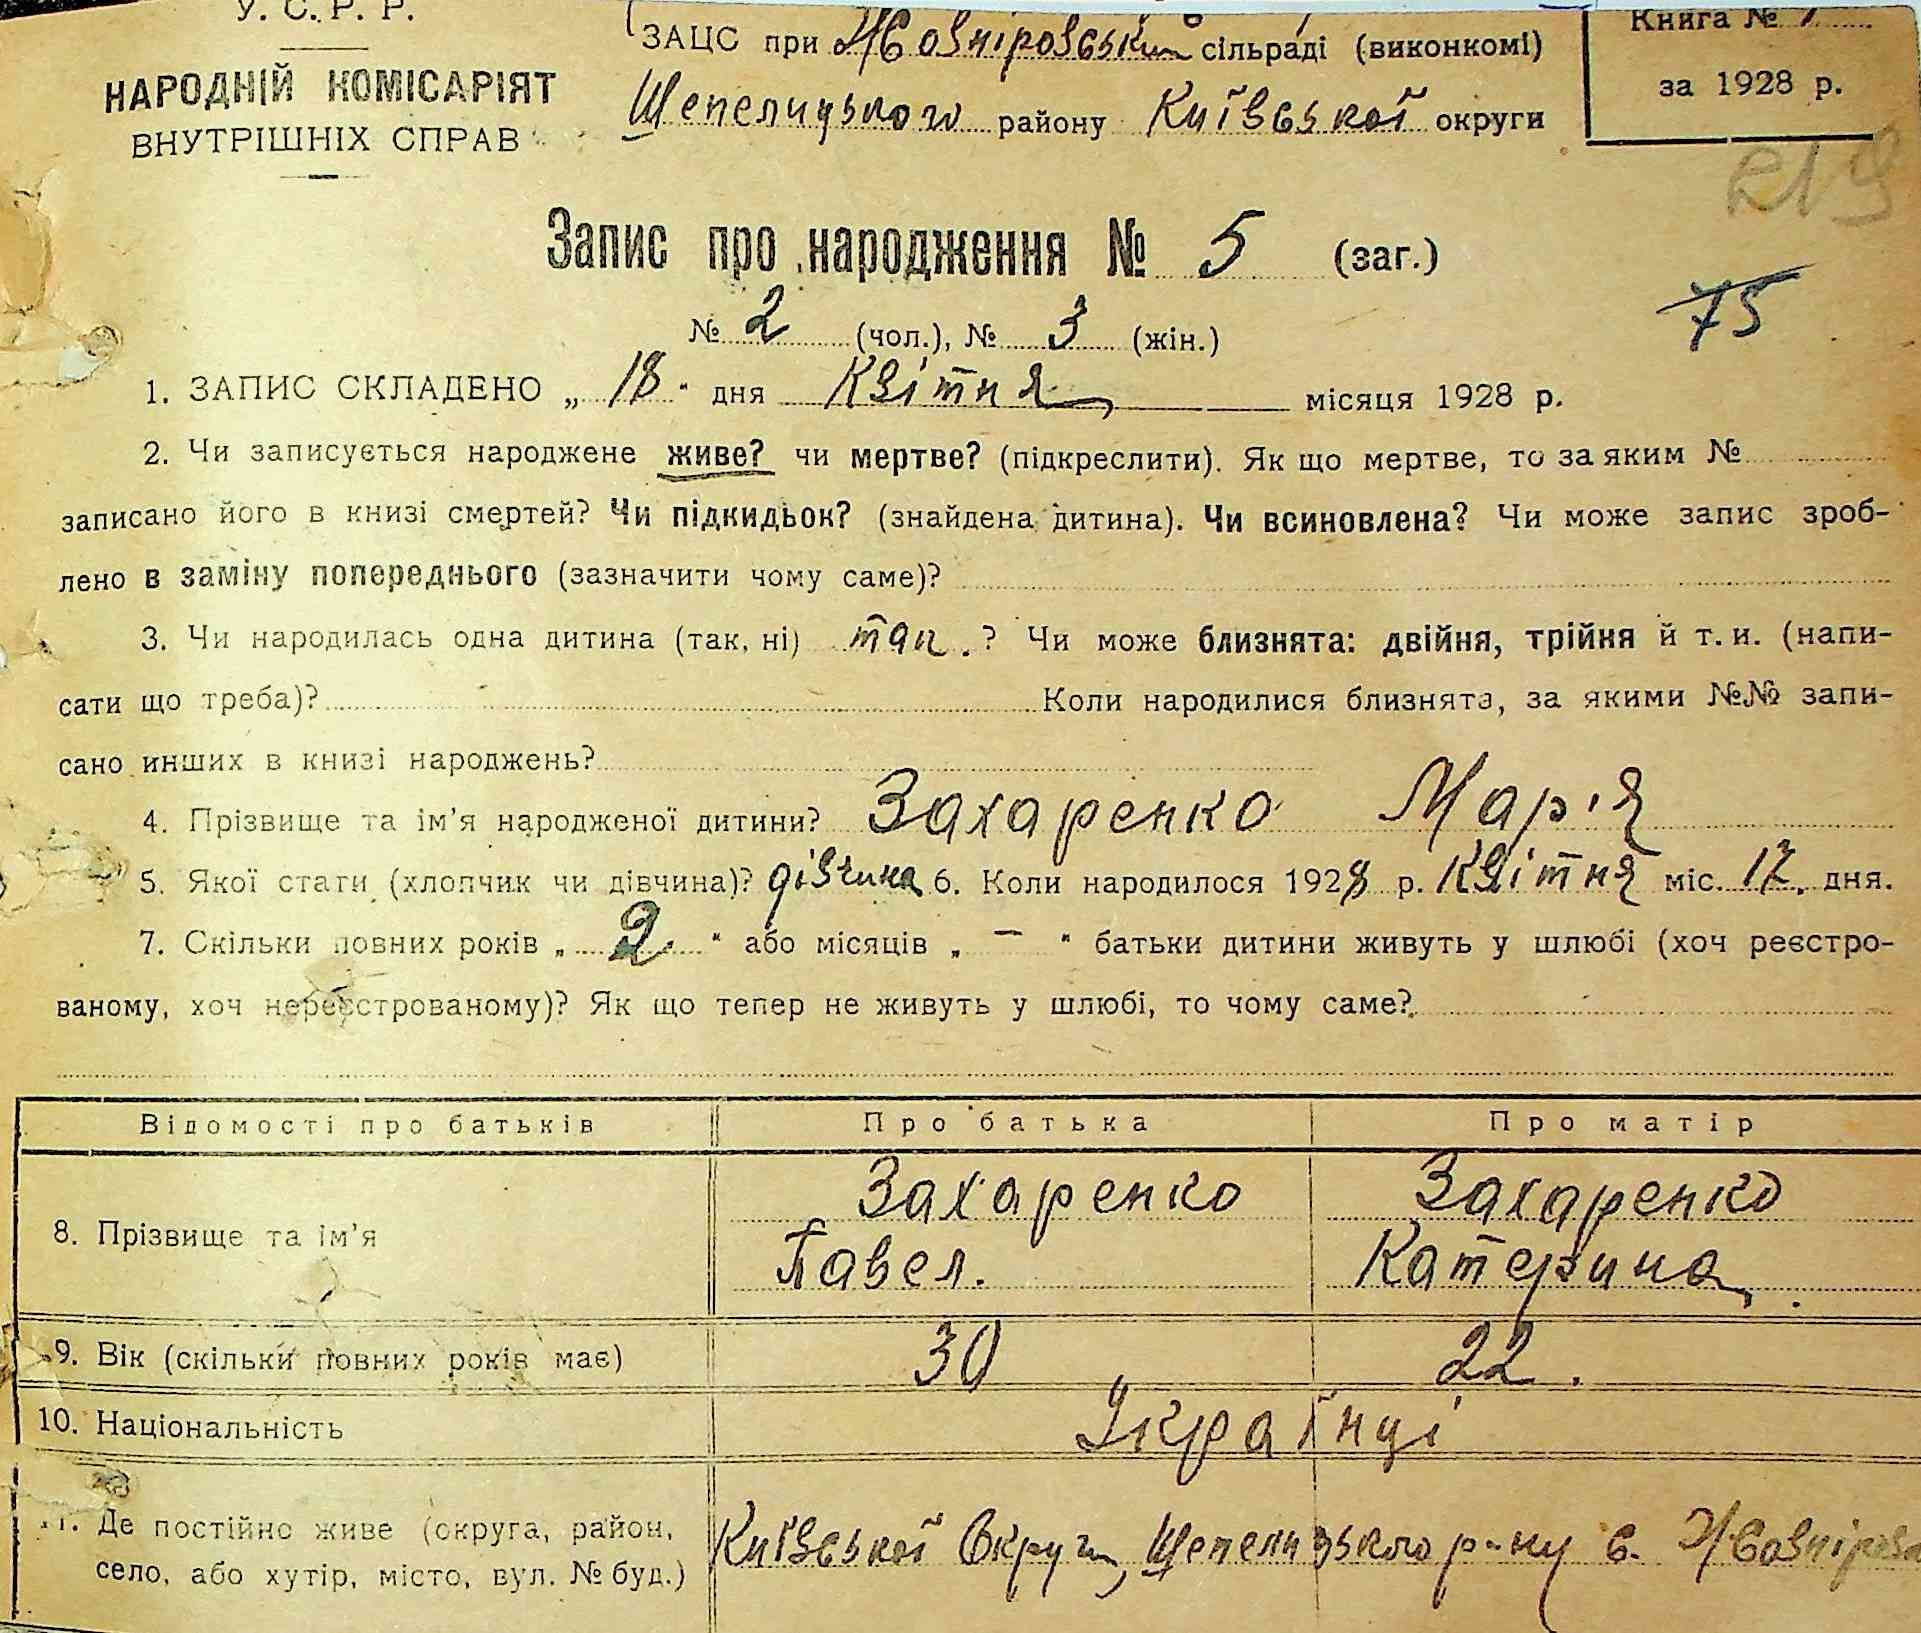 У. С. Р. Р.
НАРОДНІЙ КОМІСАРІЯТ
ВНУТРІШНІХ СПРАВ
ЗАЦС при Жовніровській сільраді (виконкомі)
Шепелицького району Київської округи
Книга №
за 1928 р.
Запис про народження № 5 (заг.)
75
№ 2 (чол.), № 3 (жін.)
1. ЗАПИС СКЛАДЕНО „ 18 " дня Квітня місяця 1928 р.
2. Чи записується народжене живе? чи мертве? (підкреслити). Як що мертве, то за яким №
записано його в книзі смертей? Чи підкидьок? (знайдена дитина). Чи всиновлена? Чи може запис зроб-
лено в заміну попереднього (зазначити чому саме)?
3. Чи народилась одна дитина (так, ні) так. ? Чи може близнята: двійня, трійня й т. и. (напи-
сати що треба)? Коли народилися близнята, за якими №№ запи-
сано инших в книзі народжень?
4. Прізвище та ім'я народженої дитини? Захаренко Марія
5. Якої стати (хлопчик чи дівчина)? дівчина 6. Коли народилося 1928 р. Квітня міс. 17. дня.
7. Скільки повних років „ 2 " або місяців „ — " батьки дитини живуть у шлюбі (хоч реєстро-
ваному, хоч нереєстрованому)? Як що тепер не живуть у шлюбі, то чому саме?
Відомості про батьків Про батька Про матір
8. Прізвище та ім'я Захаренко Захаренко
Павел. Катерина.
9. Вік (скільки повних років має) 30 22.
10. Національність Українці
11. Де постійно живе (округа, район,
село, або хутір, місто, вул. № буд.) Київської Округи, Шепелицького р-ну с.